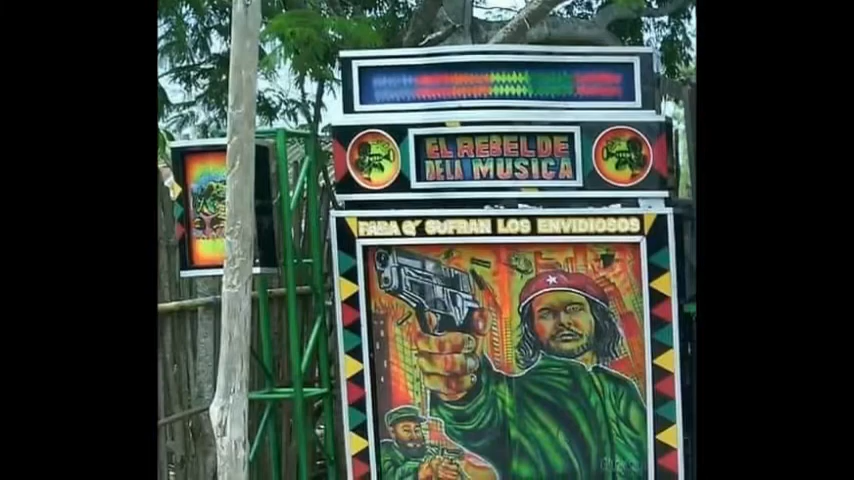 EL REBELDE
DE LA MUSICA
PARA Q' SUFRAN LOS ENVIDIOSOS